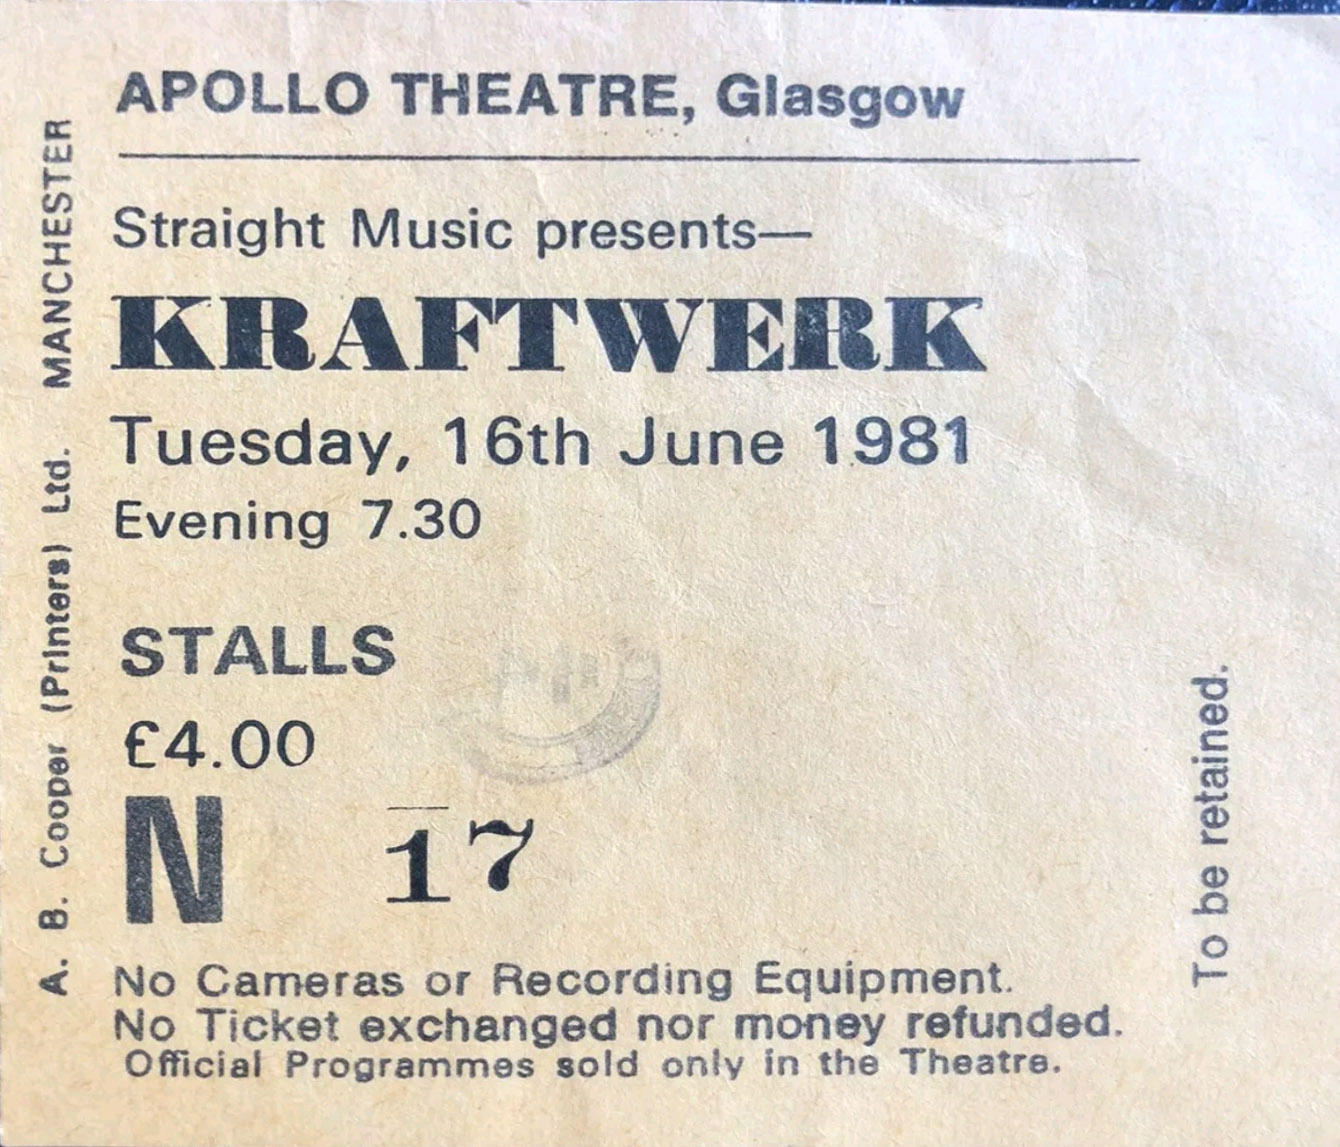 APOLLO THEATRE, Glasgow
Straight Music presents—
KRAFTWERK
Tuesday, 16th June 1981
Evening 7.30
STALLS
£4.00
N 17
No Cameras or Recording Equipment.
No Ticket exchanged nor money refunded.
Official Programmes sold only in the Theatre.
A. B. Cooper (Printers) Ltd. MANCHESTER
To be retained.